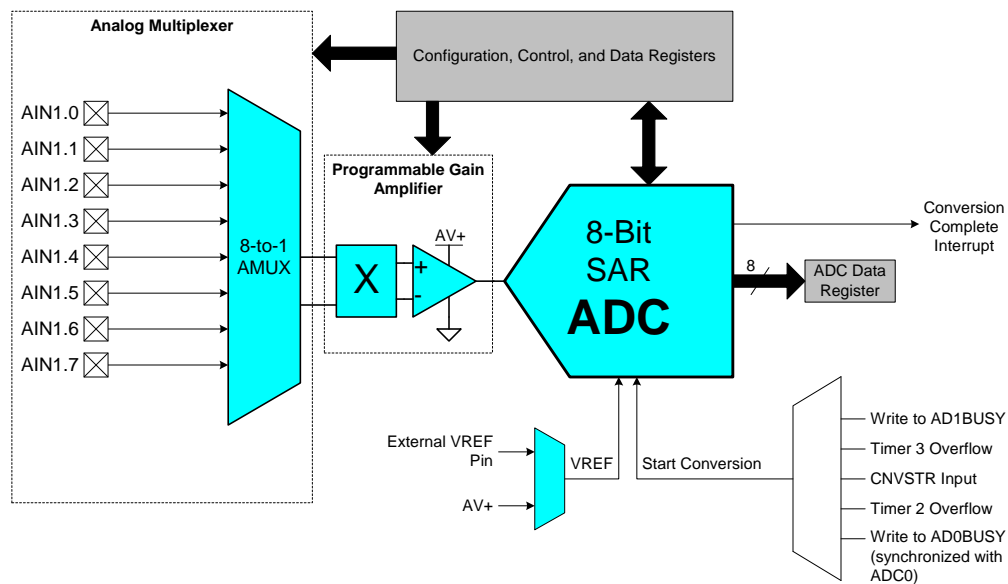 Analog Multiplexer
Configuration, Control, and Data Registers
AIN1.0
AIN1.1
AIN1.2
AIN1.3
AIN1.4
AIN1.5
AIN1.6
AIN1.7
8-to-1
AMUX
Programmable Gain
Amplifier
X
+
-
AV+
8-Bit
SAR
ADC
Conversion
Complete
Interrupt
8
ADC Data
Register
External VREF
Pin
AV+
VREF
Start Conversion
Write to AD1BUSY
Timer 3 Overflow
CNVSTR Input
Timer 2 Overflow
Write to AD0BUSY
(synchronized with
ADC0)